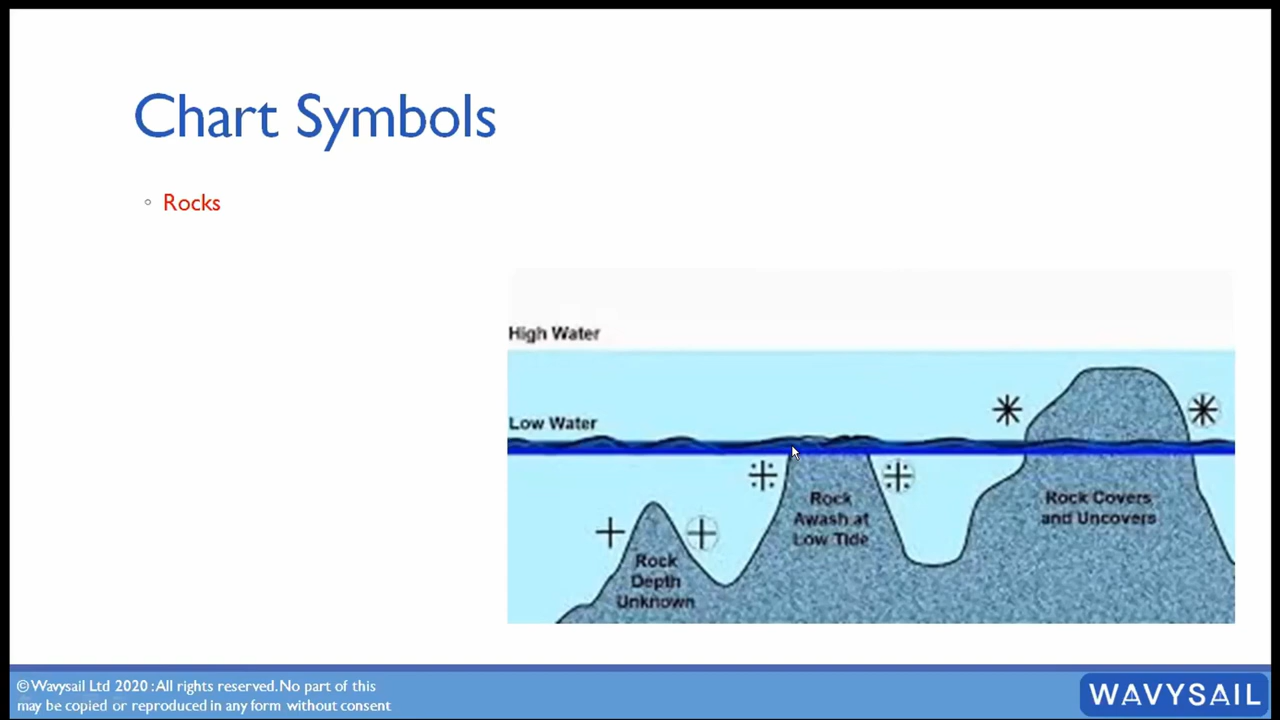 Chart Symbols
Rocks
High Water
Low Water
Rock
Depth
Unknown
Rock
Awash at
Low Tide
Rock Covers
and Uncovers
© Wavysail Ltd 2020 : All rights reserved. No part of this
may be copied or reproduced in any form without consent
WAVYSAIL